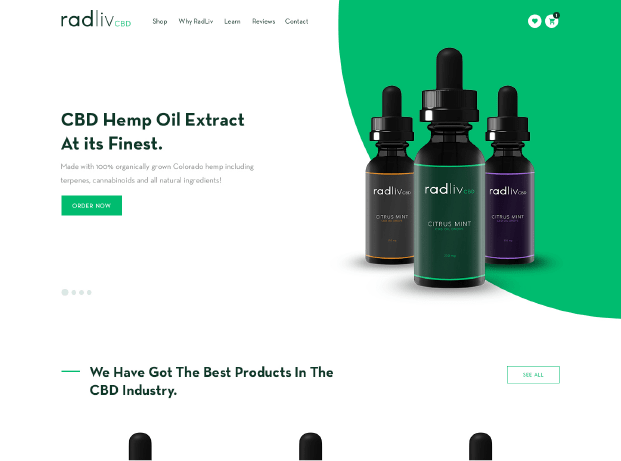 radliv CBD
Shop Why RadLiv Learn Reviews Contact
1
CBD Hemp Oil Extract
At its Finest.
Made with 100% organically grown Colorado hemp including
terpenes, cannabinoids and all natural ingredients!
ORDER NOW
radliv CBD
CITRUS MINT
radliv CBD
CITRUS MINT
radliv CBD
CITRUS MINT
We Have Got The Best Products In The
CBD Industry.
SEE ALL